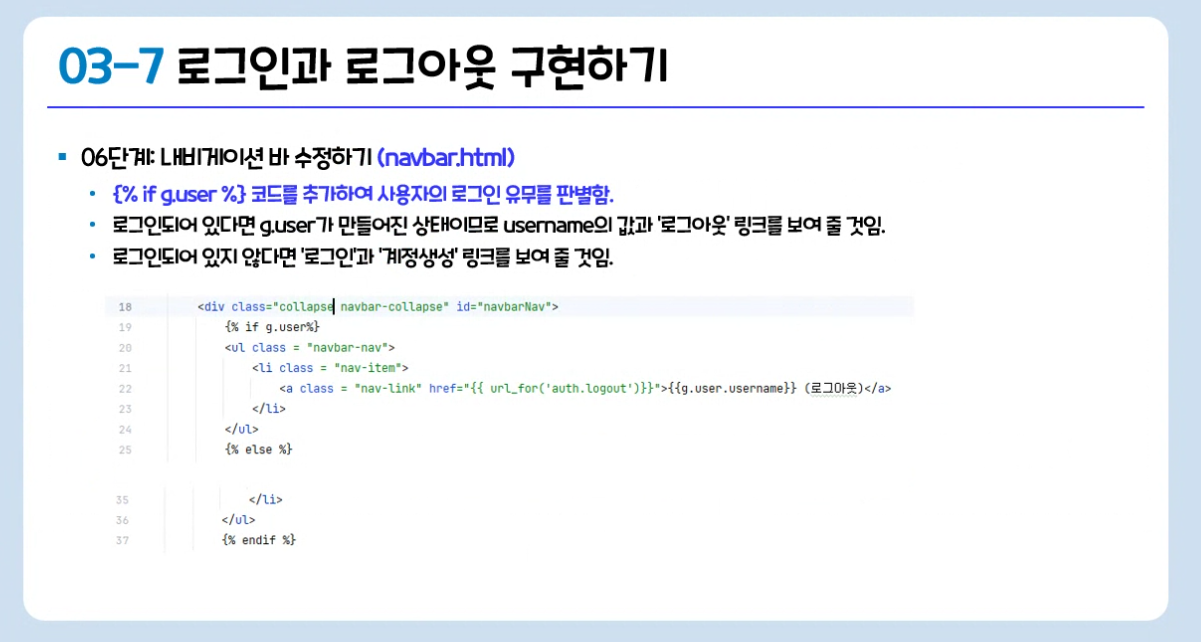 03-7 로그인과 로그아웃 구현하기
▪ 06단계: 내비게이션 바 수정하기 (navbar.html)
• {% if g.user %} 코드를 추가하여 사용자의 로그인 유무를 판별함.
• 로그인되어 있다면 g.user가 만들어진 상태이므로 username의 값과 '로그아웃' 링크를 보여 줄 것임.
• 로그인되어 있지 않다면 '로그인'과 '계정생성' 링크를 보여 줄 것임.
18 <div class="collapse navbar-collapse" id="navbarNav">
19 {% if g.user%}
20 <ul class = "navbar-nav">
21 <li class = "nav-item">
22 <a class = "nav-link" href="{{ url_for('auth.logout')}}">{{g.user.username}} (로그아웃)</a>
23 </li>
24 </ul>
25 {% else %}
35 </li>
36 </ul>
37 {% endif %}